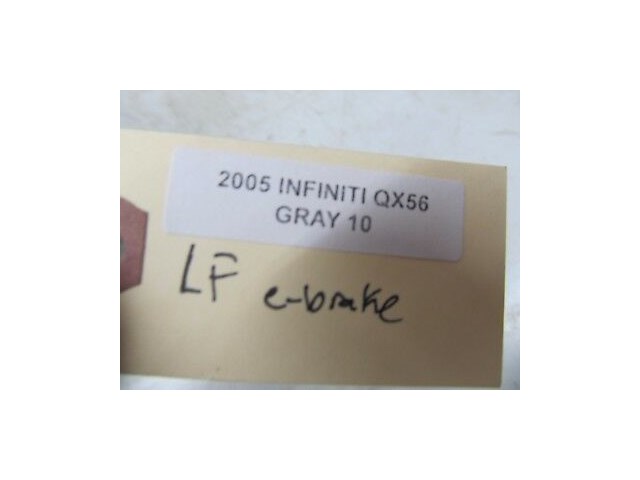 2005 INFINITI QX56
GRAY 10
LF e-brake